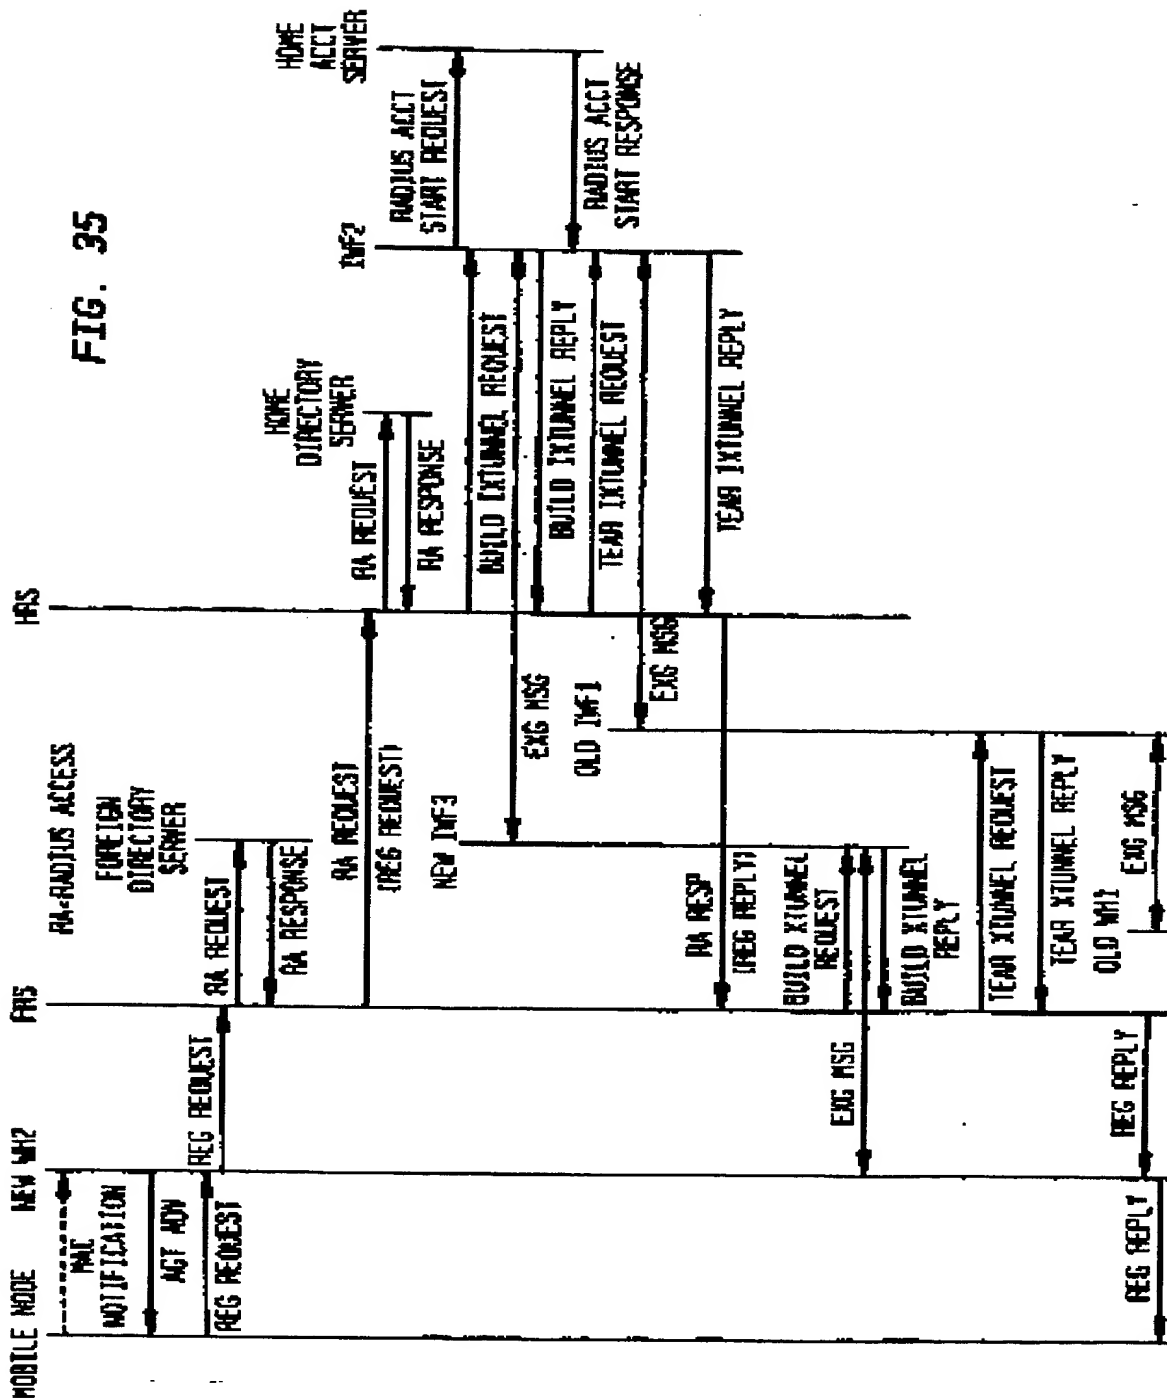 FIG. 35
MOBILE NODE
NEW WH2
FRS
RA=RADIUS ACCESS
FOREIGN
DIRECTORY
SERVER
HRS
HOME
DIRECTORY
SERVER
IWF2
HOME
ACCT
SERVER
MAC
NOTIFICATION
AGT ADV
REG REQUEST
REG REQUEST
RA REQUEST
RA RESPONSE
RA REQUEST
(REG REQUEST)
RA REQUEST
RA RESPONSE
RADIUS ACCT
START REQUEST
BUILD IXTUNNEL REQUEST
NEW IWF3
EXG MSG
BUILD IXTUNNEL REPLY
RADIUS ACCT
START RESPONSE
TEAR IXTUNNEL REQUEST
OLD IWF1
EXG MSG
TEAR IXTUNNEL REPLY
RA RESP
(REG REPLY)
BUILD XTUNNEL
REQUEST
EXG MSG
BUILD XTUNNEL
REPLY
TEAR XTUNNEL REQUEST
TEAR XTUNNEL REPLY
OLD WH1
EXG MSG
REG REPLY
REG REPLY